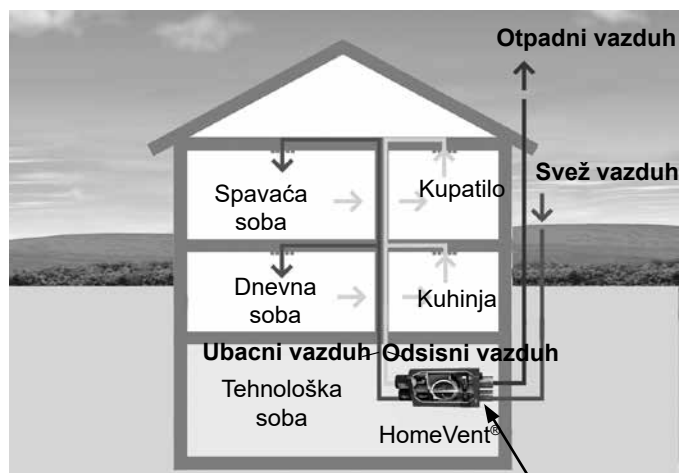 Otpadni vazduh
Svež vazduh
Spavaća
soba
Kupatilo
Dnevna
soba
Kuhinja
Ubacni vazduh
Odsisni vazduh
Tehnološka
soba
HomeVent®